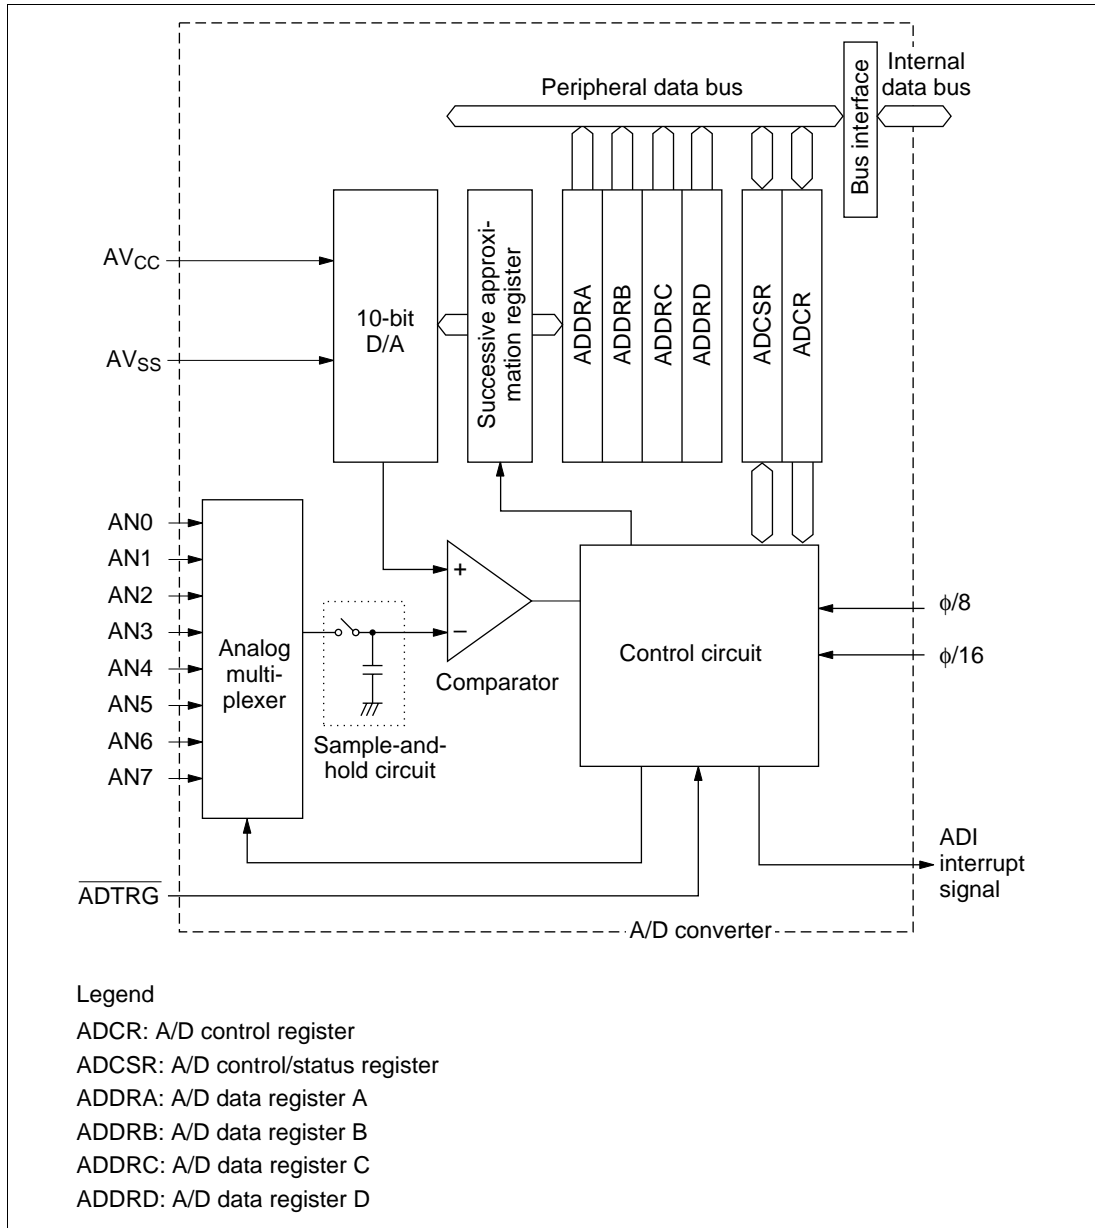 Peripheral data bus
Internal
data bus
Bus interface
AVCC
AVSS
10-bit
D/A
Successive approxi-
mation register
ADDRA
ADDRB
ADDRC
ADDRD
ADCSR
ADCR
AN0
AN1
AN2
AN3
AN4
AN5
AN6
AN7
Analog
multi-
plexer
+
−
Comparator
Sample-and-
hold circuit
Control circuit
ϕ/8
ϕ/16
ADI
interrupt
signal
ADTRG
A/D converter
Legend
ADCR: A/D control register
ADCSR: A/D control/status register
ADDRA: A/D data register A
ADDRB: A/D data register B
ADDRC: A/D data register C
ADDRD: A/D data register D